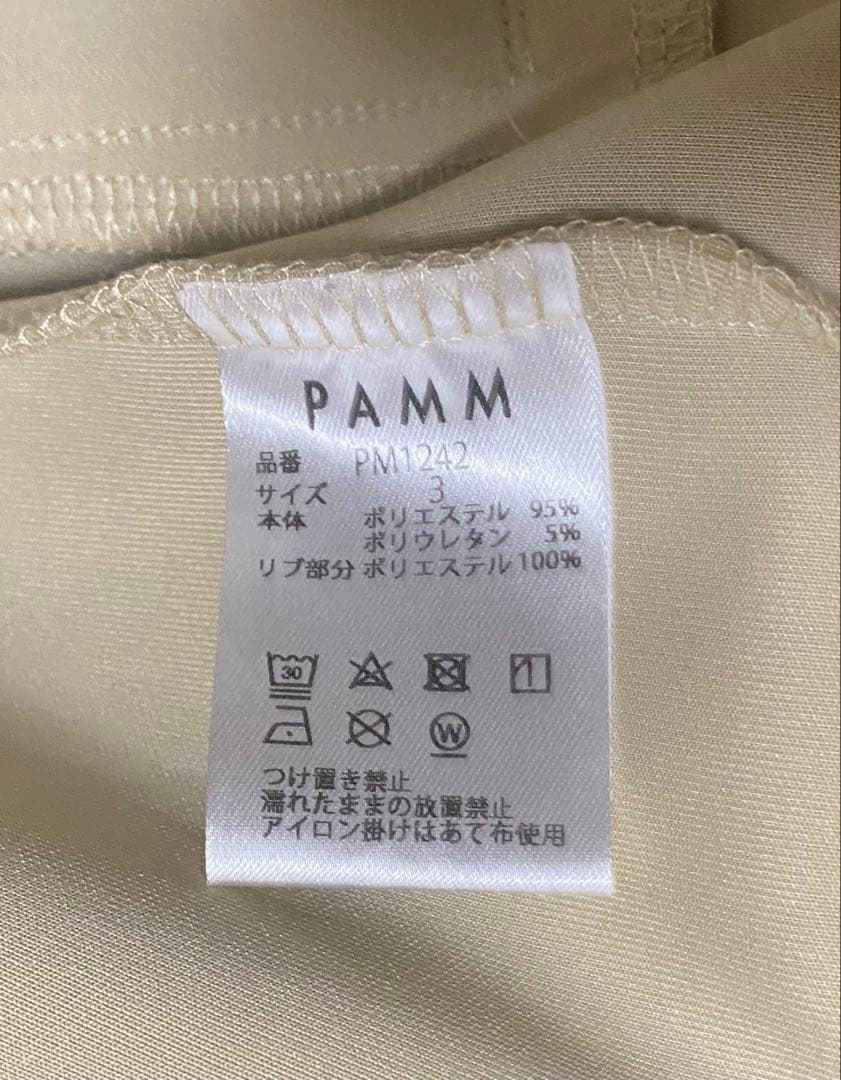 PAMM
品番 PM1242
サイズ 3
本体 ポリエステル 95%
ポリウレタン 5%
リブ部分 ポリエステル 100%
30
W
つけ置き禁止
濡れたままの放置禁止
アイロン掛けはあて布使用